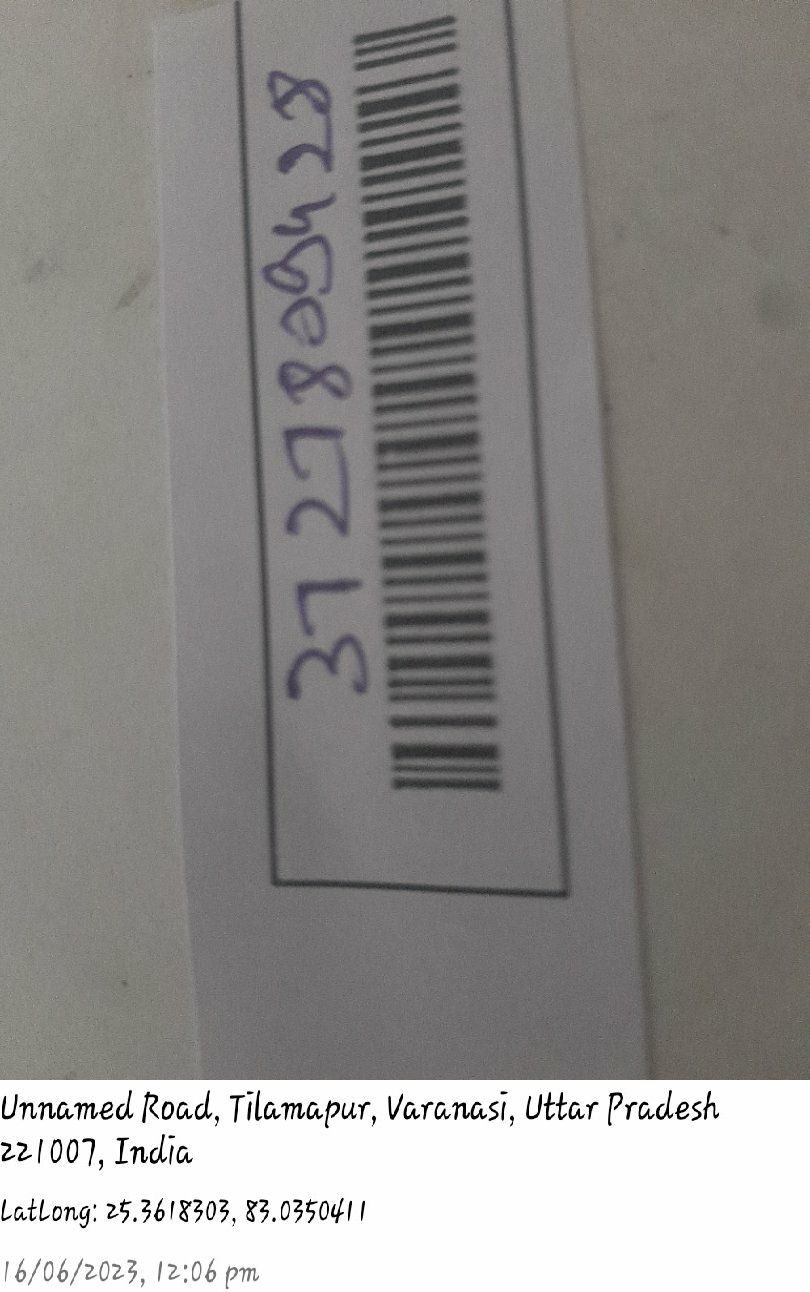 3727809428
Unnamed Road, Tilamapur, Varanasi, Uttar Pradesh
221007, India
LatLong: 25.3618303, 83.0350411
16/06/2023, 12:06 pm